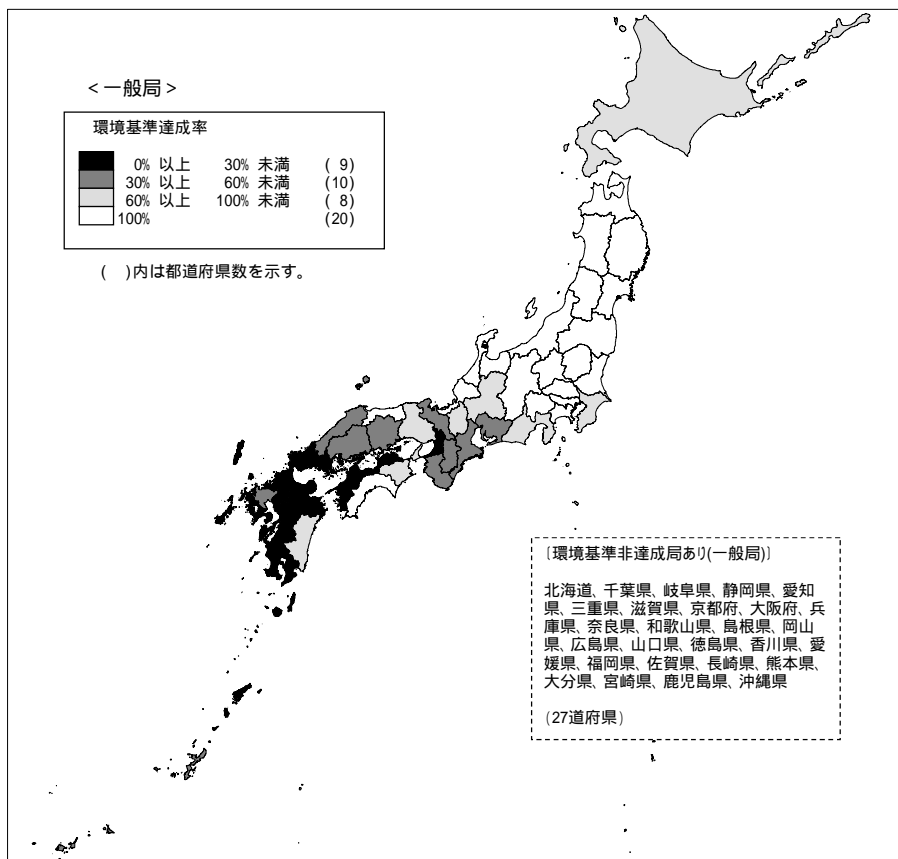 <一般局>
環境基準達成率
0% 以上 30% 未満 ( 9)
30% 以上 60% 未満 (10)
60% 以上 100% 未満 ( 8)
100% (20)
( )内は都道府県数を示す。
[環境基準非達成局あり(一般局)]
北海道、千葉県、岐阜県、静岡県、愛知
県、三重県、滋賀県、京都府、大阪府、兵
庫県、奈良県、和歌山県、島根県、岡山
県、広島県、山口県、徳島県、香川県、愛
媛県、福岡県、佐賀県、長崎県、熊本県、
大分県、宮崎県、鹿児島県、沖縄県
(27道府県)